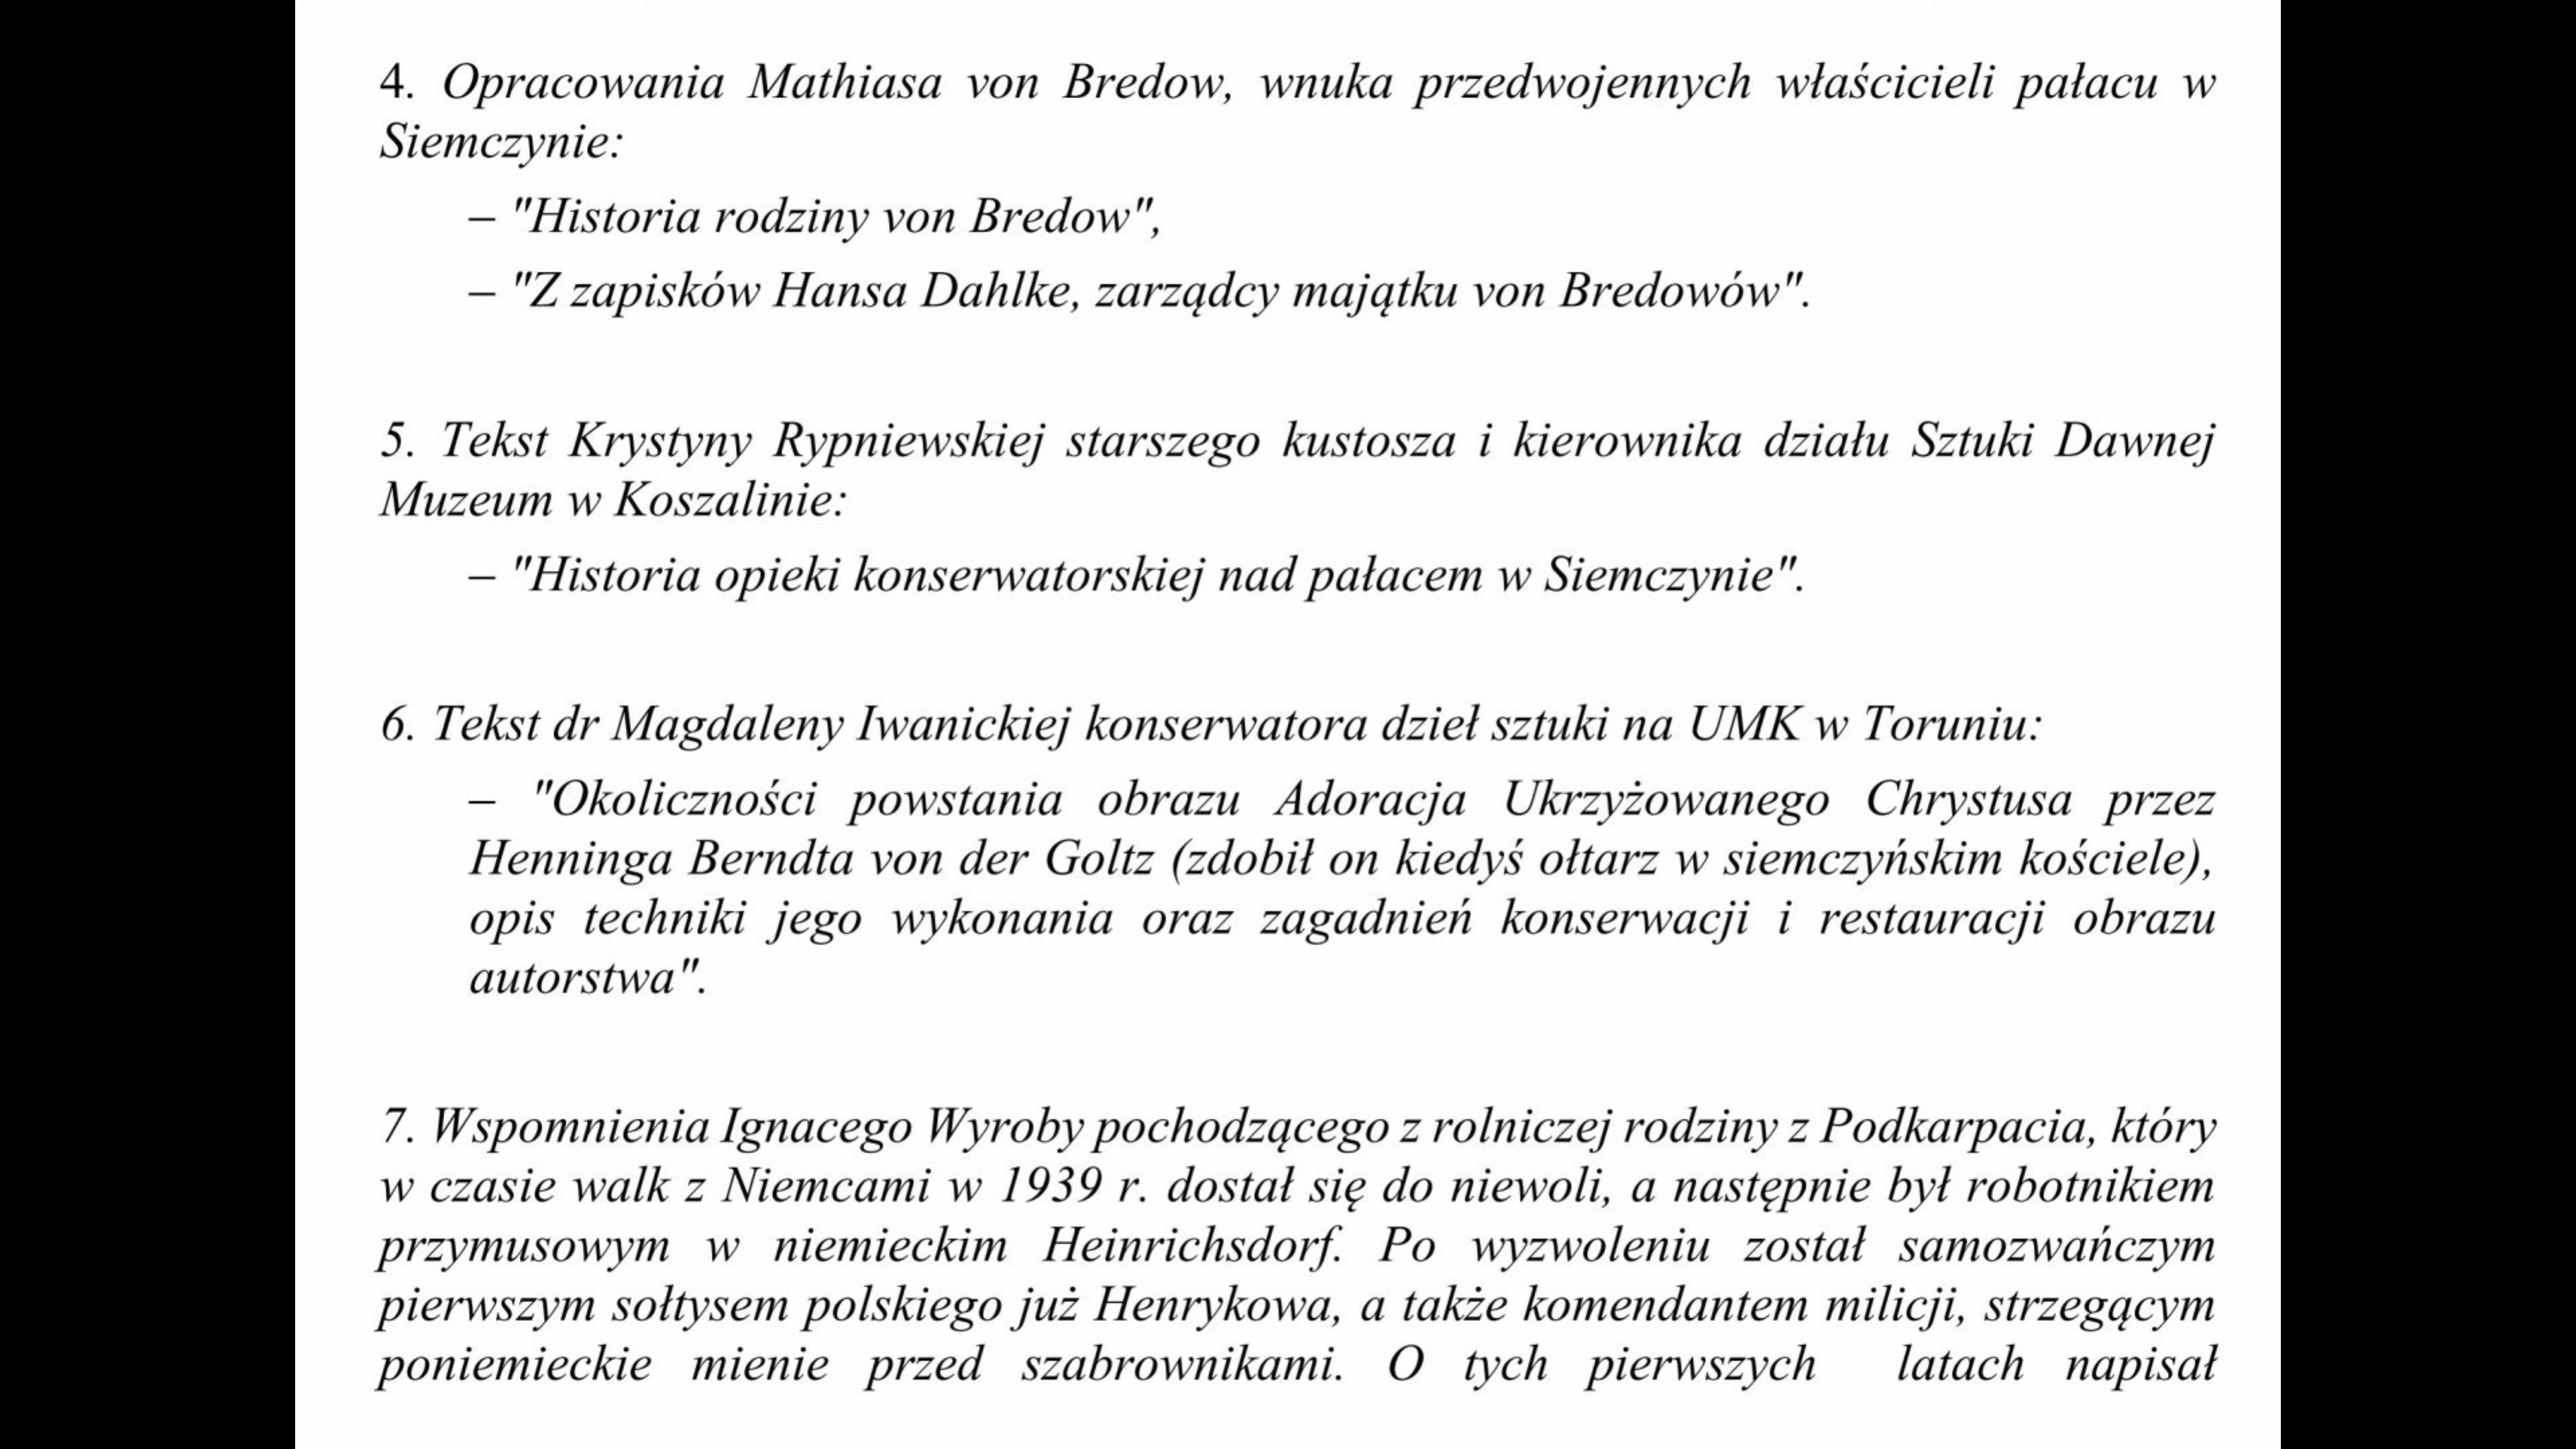 4. Opracowania Mathiasa von Bredow, wnuka przedwojennych właścicieli pałacu w
Siemczynie:
– "Historia rodziny von Bredow",
– "Z zapisków Hansa Dahlke, zarządcy majątku von Bredowów".
5. Tekst Krystyny Rypniewskiej starszego kustosza i kierownika działu Sztuki Dawnej
Muzeum w Koszalinie:
– "Historia opieki konserwatorskiej nad pałacem w Siemczynie".
6. Tekst dr Magdaleny Iwanickiej konserwatora dzieł sztuki na UMK w Toruniu:
– "Okoliczności powstania obrazu Adoracja Ukrzyżowanego Chrystusa przez
Henninga Berndta von der Goltz (zdobił on kiedyś ołtarz w siemczyńskim kościele),
opis techniki jego wykonania oraz zagadnień konserwacji i restauracji obrazu
autorstwa".
7. Wspomnienia Ignacego Wyroby pochodzącego z rolniczej rodziny z Podkarpacia, który
w czasie walk z Niemcami w 1939 r. dostał się do niewoli, a następnie był robotnikiem
przymusowym w niemieckim Heinrichsdorf. Po wyzwoleniu został samozwańczym
pierwszym sołtysem polskiego już Henrykowa, a także komendantem milicji, strzegącym
poniemieckie mienie przed szabrownikami. O tych pierwszych latach napisał